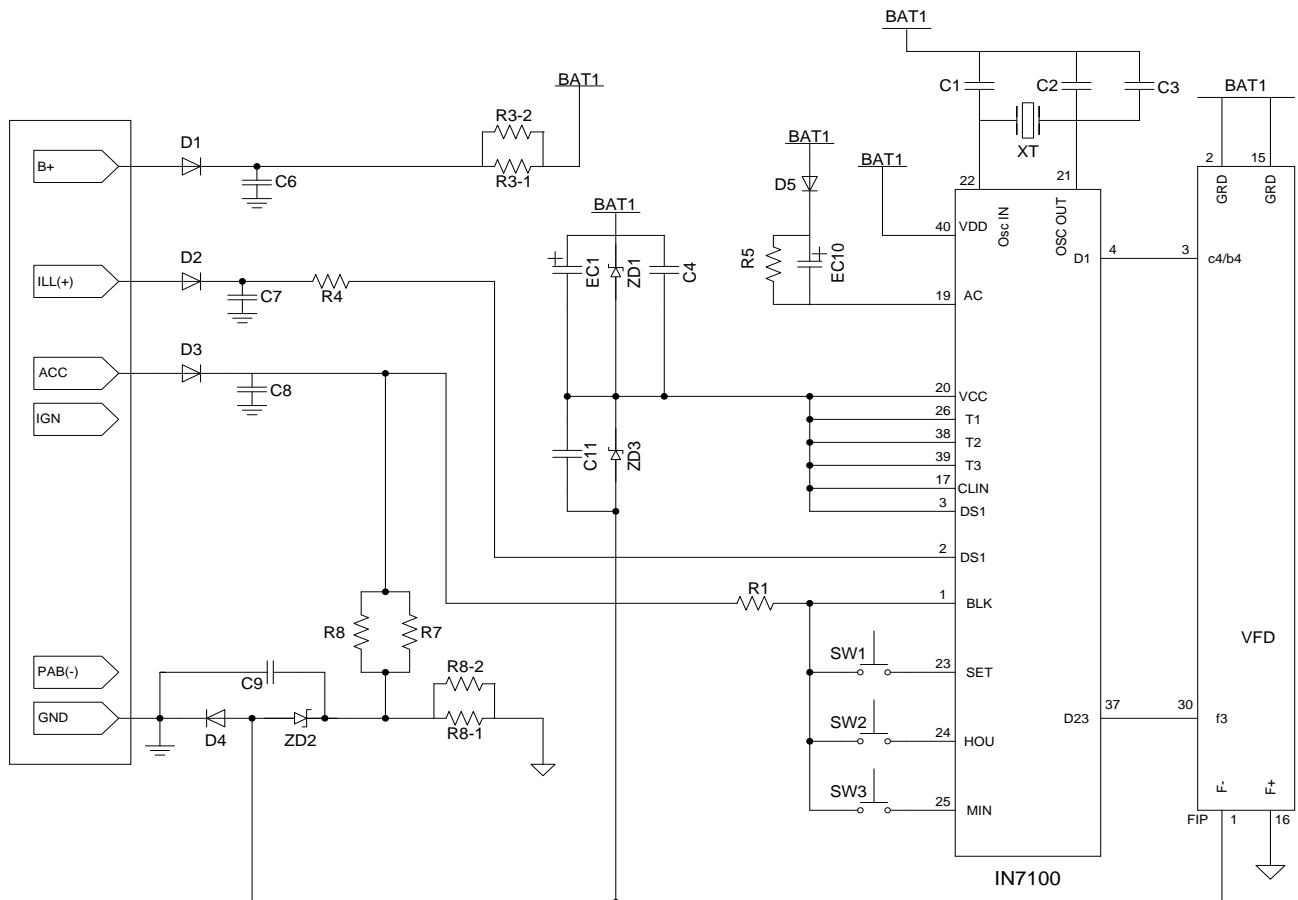 BAT1
C1
C2
C3
XT
BAT1
BAT1
R3-2
R3-1
D1
B+
C6
BAT1
D5
BAT1
R5
EC10
22
21
Osc IN
OSC OUT
40
VDD
19
AC
D1
4
3
c4/b4
2
15
GRD
GRD
BAT1
EC1
ZD1
C4
D2
ILL(+)
C7
R4
D3
ACC
C8
IGN
C11
ZD3
20
VCC
26
T1
38
T2
39
T3
17
CLIN
3
DS1
2
DS1
R1
1
BLK
R8
R7
SW1
23
SET
VFD
PAB(-)
C9
R8-2
GND
D4
ZD2
R8-1
SW2
24
HOU
D23
37
30
f3
SW3
25
MIN
F-
F+
FIP
1
16
IN7100